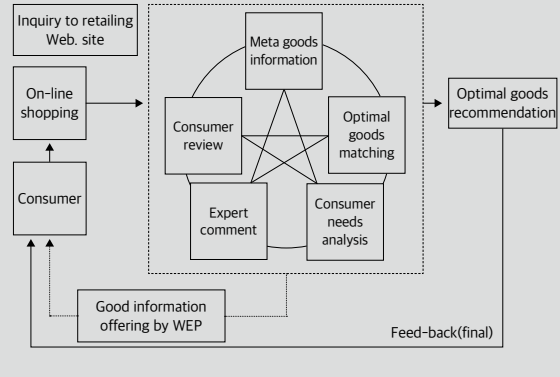 Inquiry to retailing
Web. site
On-line
shopping
Consumer
Meta goods
information
Consumer
review
Optimal
goods
matching
Expert
comment
Consumer
needs
analysis
Optimal goods
recommendation
Good information
offering by WEP
Feed-back(final)